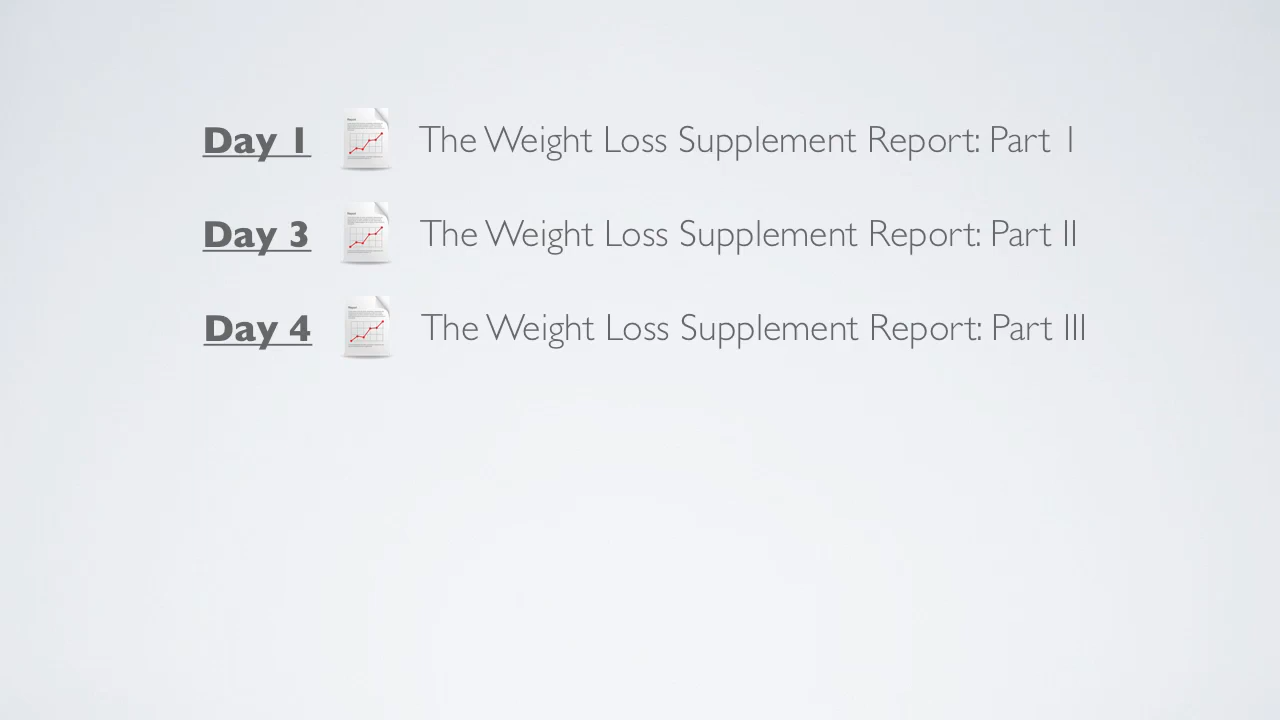 Day 1 The Weight Loss Supplement Report: Part 1
Day 3 The Weight Loss Supplement Report: Part II
Day 4 The Weight Loss Supplement Report: Part III